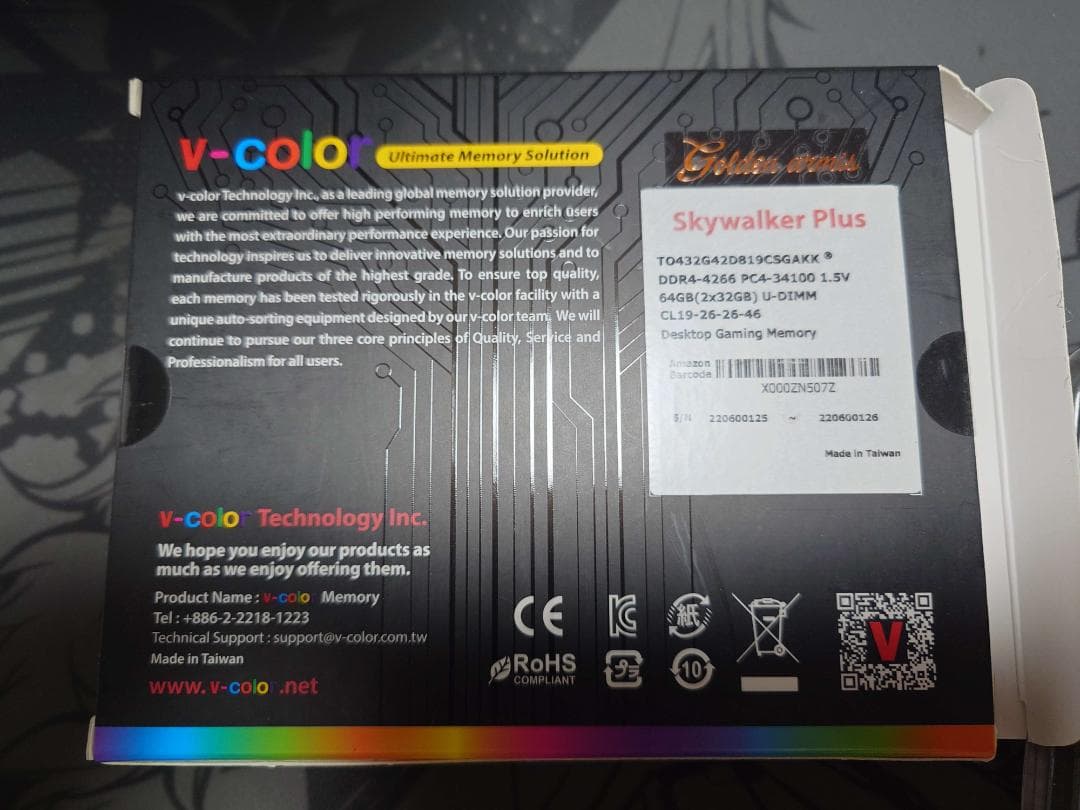 v-color Ultimate Memory Solution
v-color Technology Inc., as a leading global memory solution provider,
we are committed to offer high performing memory to enrich users
with the most extraordinary performance experience. Our passion for
technology inspires us to deliver innovative memory solutions and to
manufacture products of the highest grade. To ensure top quality,
each memory has been tested rigorously in the v-color facility with a
unique auto-sorting equipment designed by our v-color team. We will
continue to pursue our three core principles of Quality, Service and
Professionalism for all users.
Golden armis
Skywalker Plus
TO432G42D819CSGAKK ®
DDR4-4266 PC4-34100 1.5V
64GB(2x32GB) U-DIMM
CL19-26-26-46
Desktop Gaming Memory
Amazon
Barcode
X000ZN507Z
S/N 220600125 ~ 220600126
Made in Taiwan
v-color Technology Inc.
We hope you enjoy our products as
much as we enjoy offering them.
Product Name : v-color Memory
Tel : +886-2-2218-1223
Technical Support : support@v-color.com.tw
Made in Taiwan
www.v-color.net
CE
紙
RoHS
COMPLIANT
10
V